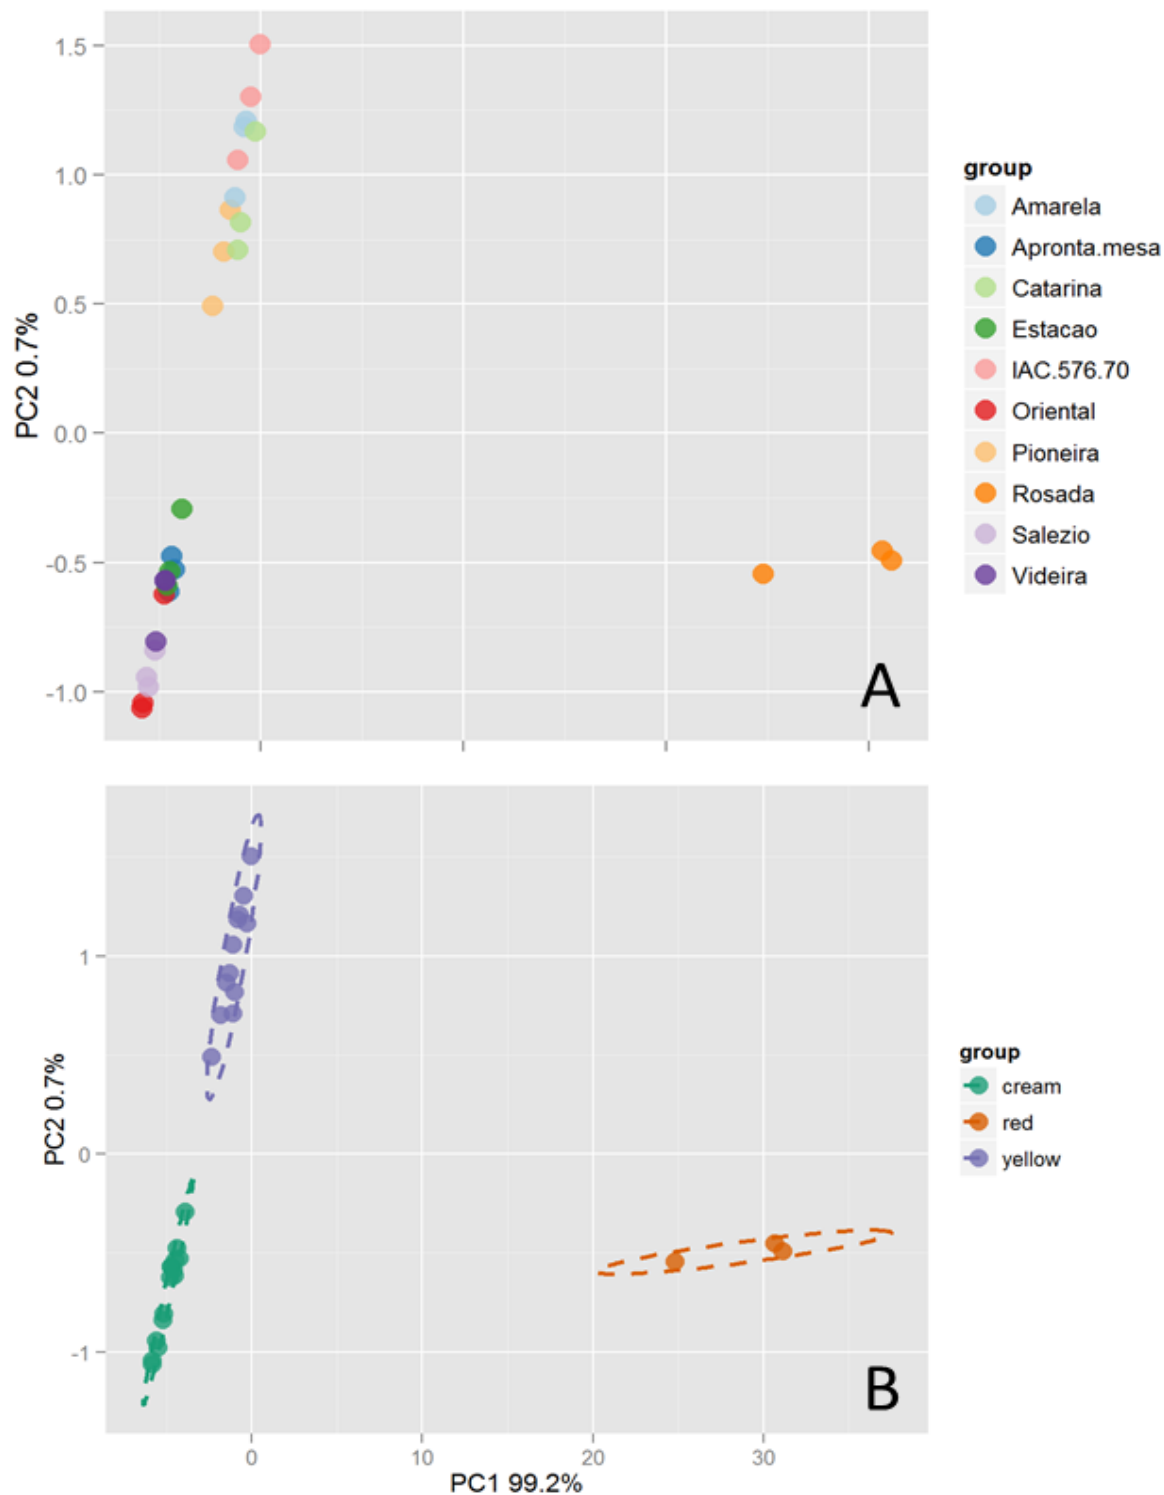 1.5
1.0
0.5
0.0
-0.5
-1.0
PC2 0.7%
A
group
Amarela
Apronta.mesa
Catarina
Estacao
IAC.576.70
Oriental
Pioneira
Rosada
Salezio
Videira
1
0
-1
PC2 0.7%
B
group
cream
red
yellow
0 10 20 30
PC1 99.2%